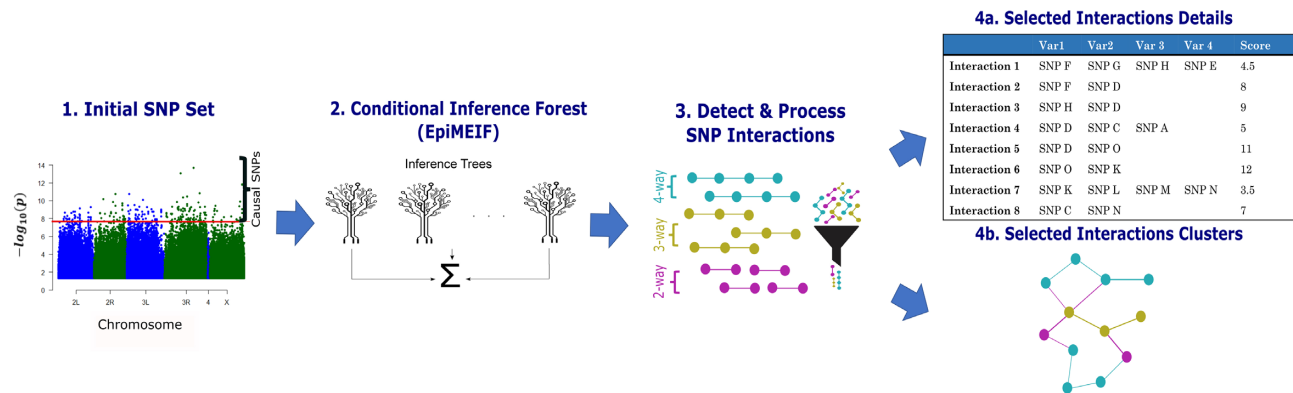 1. Initial SNP Set
−log₁₀(p)
14
12
10
8
6
4
2
0
2L 2R 3L 3R 4 X
Chromosome
Causal SNPs
2. Conditional Inference Forest
(EpiMEIF)
Inference Trees
. . . .
Σ
3. Detect & Process
SNP Interactions
4-way
3-way
2-way
4a. Selected Interactions Details
Var1 Var2 Var 3 Var 4 Score
Interaction 1 SNP F SNP G SNP H SNP E 4.5
Interaction 2 SNP F SNP D 8
Interaction 3 SNP H SNP D 9
Interaction 4 SNP D SNP C SNP A 5
Interaction 5 SNP D SNP O 11
Interaction 6 SNP O SNP K 12
Interaction 7 SNP K SNP L SNP M SNP N 3.5
Interaction 8 SNP C SNP N 7
4b. Selected Interactions Clusters